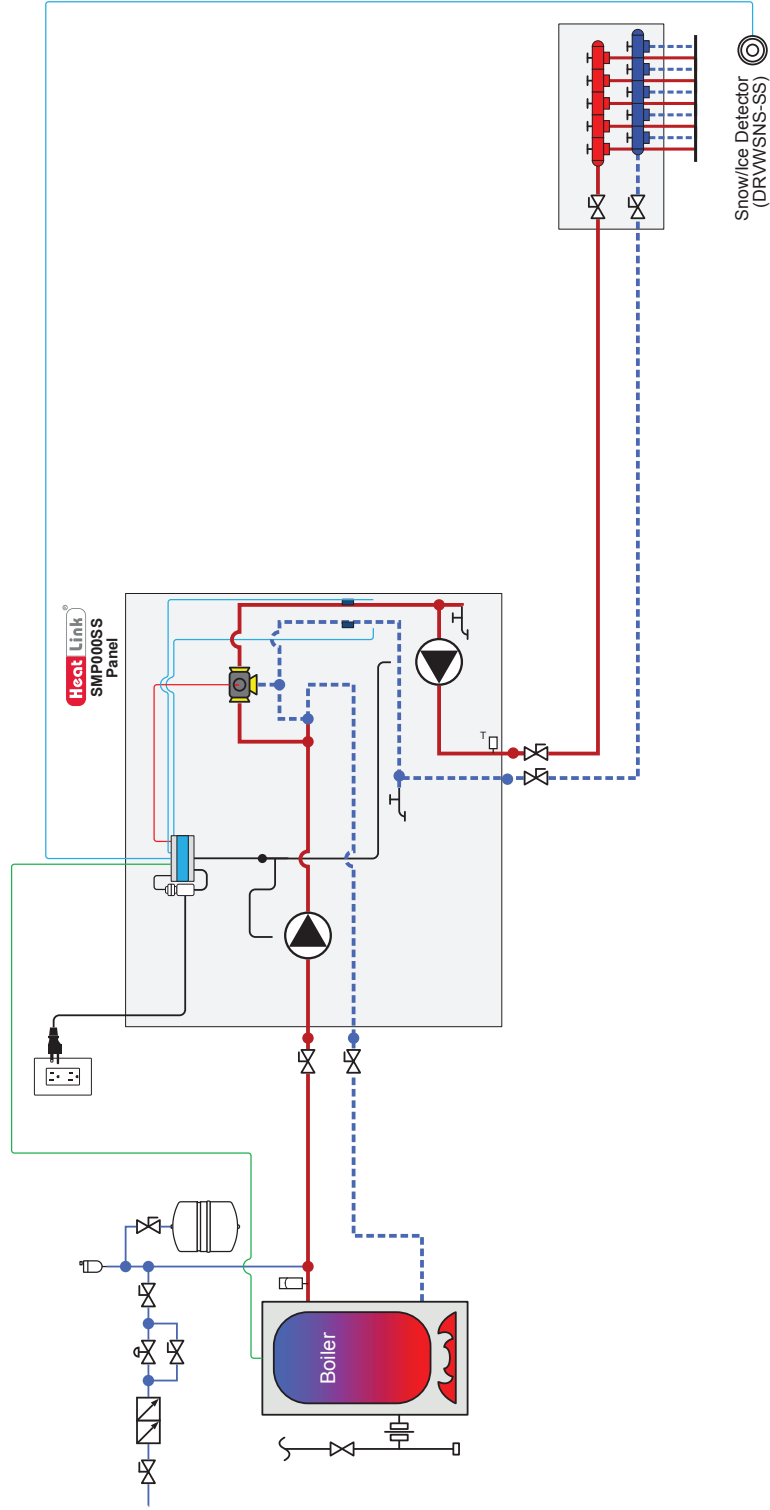 Heat Link®
SMP000SS
Panel
T
Boiler
Snow/Ice Detector
(DRVWSNS-SS)